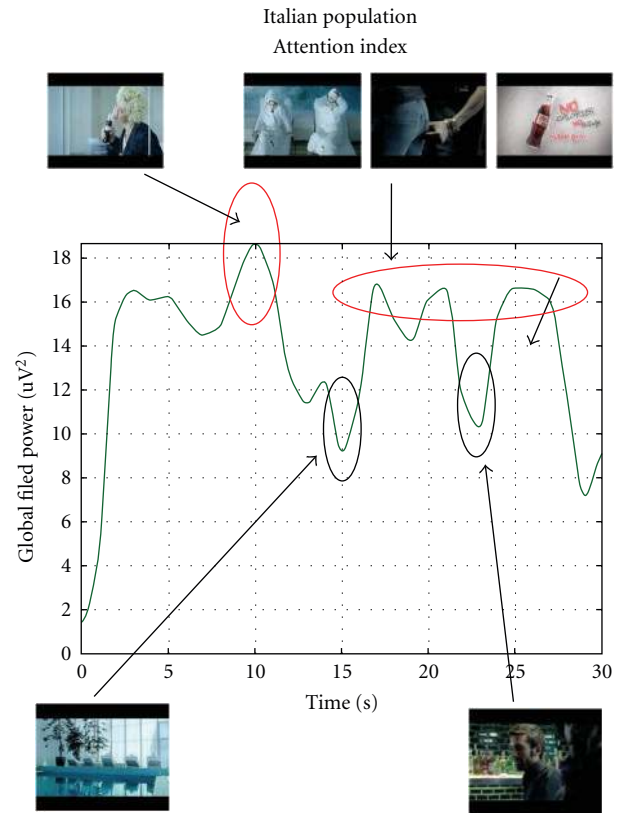 Italian population
Attention index
NO
18
16
14
12
10
8
6
4
2
0
Global filed power (uV²)
0 5 10 15 20 25 30
Time (s)